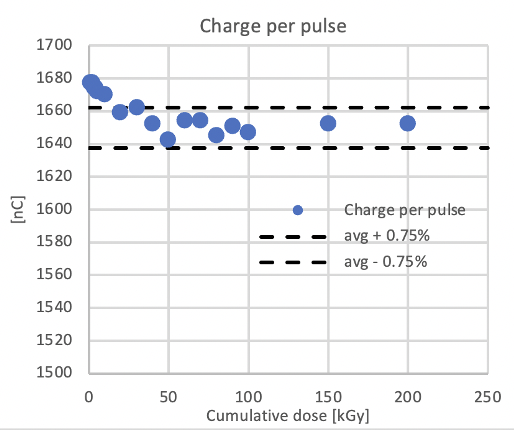 Charge per pulse
1700
1680
1660
1640
1620
1600
1580
1560
1540
1520
1500
[nC]
Charge per pulse
avg + 0.75%
avg - 0.75%
0 50 100 150 200 250
Cumulative dose [kGy]